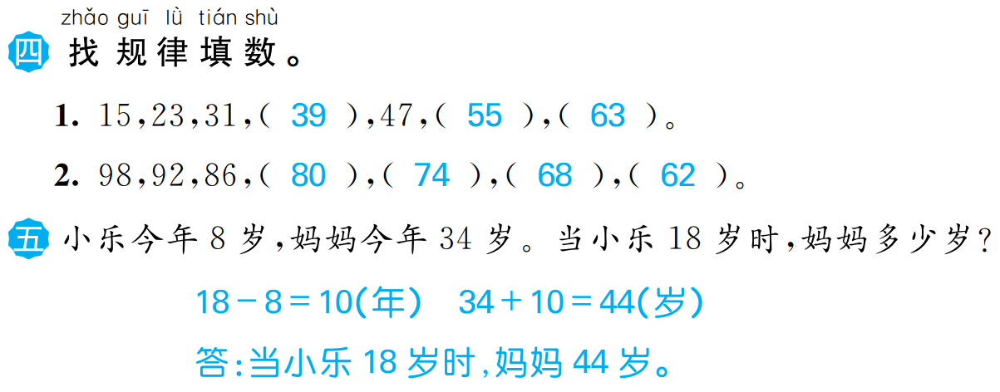 zhǎo guī lǜ tián shù
四 找规律填数。
1. 15,23,31,( 39 ),47,( 55 ),( 63 )。
2. 98,92,86,( 80 ),( 74 ),( 68 ),( 62 )。
五 小乐今年 8 岁,妈妈今年 34 岁。当小乐 18 岁时,妈妈多少岁?
18-8=10(年) 34+10=44(岁)
答:当小乐 18 岁时,妈妈 44 岁。